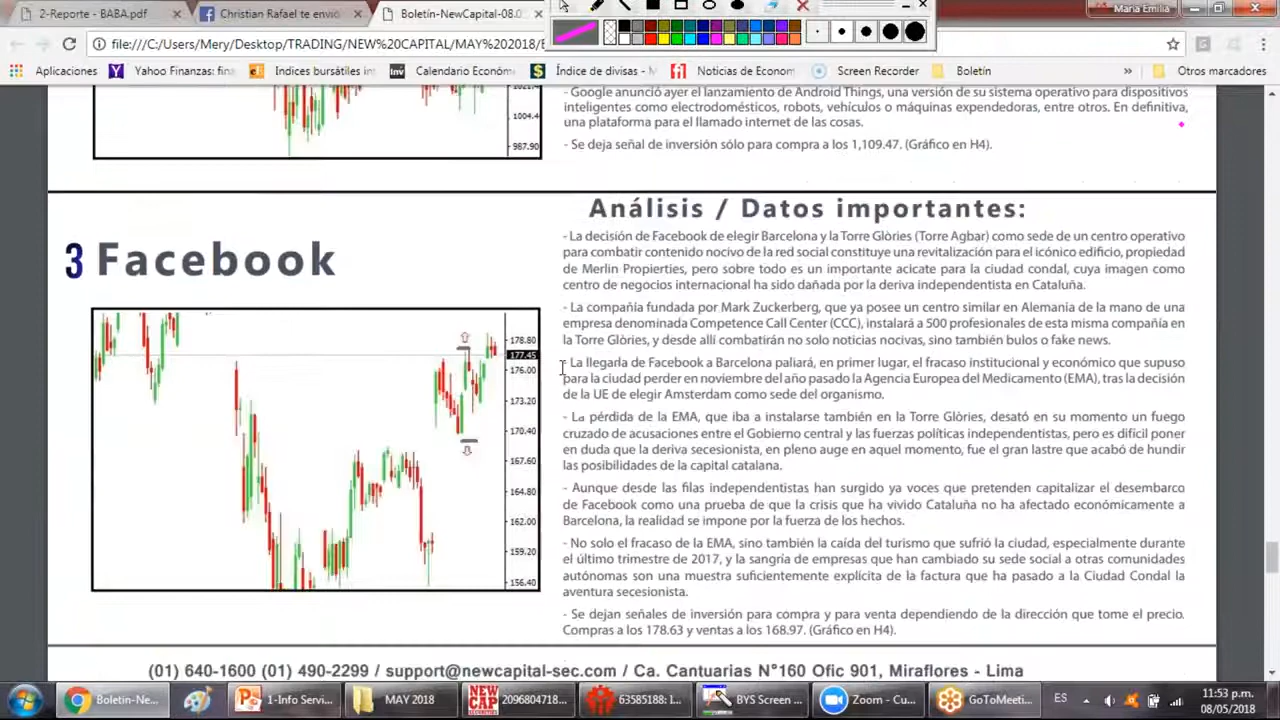 2-Reporte - BABA.pdf
Christian Rafael te envió
Boletín-NewCapital-08.0
Maria Emilia
file:///C:/Users/fery/Desktop/TRADING/NEW%20CAPITAL/MAY%202018/B
Aplicaciones
Yahoo Finanzas: fina
Índices bursátiles int
Calendario Económ
Índice de divisas - M
Noticias de Econom
Screen Recorder
Boletin
»
Otros marcadores
1004.4
987.90
- Google anunció ayer el lanzamiento de Android Things, una versión de su sistema operativo para dispositivos
inteligentes como electrodomésticos, robots, vehículos o máquinas expendedoras, entre otros. En definitiva,
una plataforma para el llamado internet de las cosas.
- Se deja señal de inversión sólo para compra a los 1,109.47. (Gráfico en H4).
Análisis / Datos importantes:
3 Facebook
- La decisión de Facebook de elegir Barcelona y la Torre Glòries (Torre Agbar) como sede de un centro operativo
para combatir contenido nocivo de la red social constituye una revitalización para el icónico edificio, propiedad
de Merlin Propierties, pero sobre todo es un importante acicate para la ciudad condal, cuya imagen como
centro de negocios internacional ha sido dañada por la deriva independentista en Cataluña.
- La compañia fundada por Mark Zuckerberg, que ya posee un centro similar en Alemania de la mano de una
empresa denominada Competence Call Center (CCC), instalará a 500 profesionales de esta misma compañía en
la Torre Glòries, y desde allí combatirán no solo noticias nocivas, sino también bulos o fake news.
- La llegada de Facebook a Barcelona paliará, en primer lugar, el fracaso institucional y económico que supuso
para la ciudad perder en noviembre del año pasado la Agencia Europea del Medicamento (EMA), tras la decisión
de la UE de elegir Amsterdam como sede del organismo.
- La pérdida de la EMA, que iba a instalarse también en la Torre Glòries, desató en su momento un fuego
cruzado de acusaciones entre el Gobierno central y las fuerzas políticas independentistas, pero es difícil poner
en duda que la deriva secesionista, en pleno auge en aquel momento, fue el gran lastre que acabó de hundir
las posibilidades de la capital catalana.
- Aunque desde las filas independentistas han surgido ya voces que pretenden capitalizar el desembarco
de Facebook como una prueba de que la crisis que ha vivido Cataluña no ha afectado económicamente a
Barcelona, la realidad se impone por la fuerza de los hechos.
- No solo el fracaso de la EMA, sino también la caída del turismo que sufrió la ciudad, especialmente durante
el último trimestre de 2017, y la sangría de empresas que han cambiado su sede social a otras comunidades
autónomas son una muestra suficientemente explícita de la factura que ha pasado a la Ciudad Condal la
aventura secesionista.
- Se dejan señales de inversión para compra y para venta dependiendo de la dirección que tome el precio.
Compras a los 178.63 y ventas a los 168.97. (Gráfico en H4).
178.80
177.45
176.00
173.20
170.40
167.60
164.80
162.00
159.20
156.40
(01) 640-1600 (01) 490-2299 / support@newcapital-sec.com / Ca. Cantuarias N°160 Ofic 901, Miraflores - Lima
Boletin-Ne...
1-Info Servi...
MAY 2018
NEW CAP
2096804718...
63585188: I...
BYS Screen ...
Zoom - Cu...
GoToMeeti...
ES
11:53 p.m.
08/05/2018